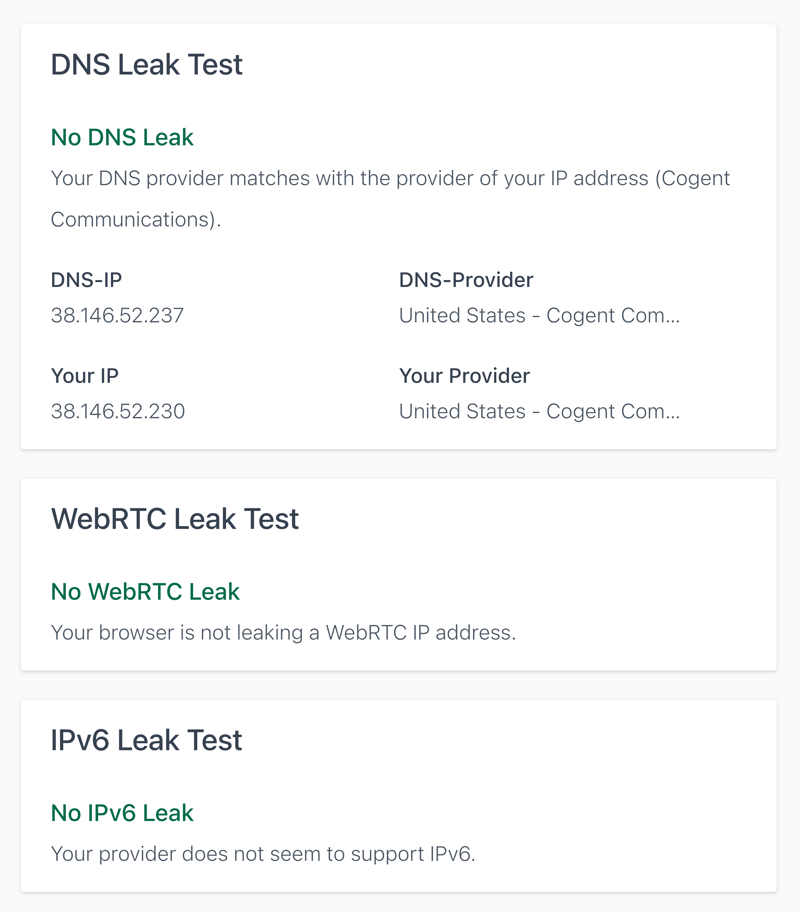 DNS Leak Test
No DNS Leak
Your DNS provider matches with the provider of your IP address (Cogent
Communications).
DNS-IP
DNS-Provider
38.146.52.237
United States - Cogent Com...
Your IP
Your Provider
38.146.52.230
United States - Cogent Com...
WebRTC Leak Test
No WebRTC Leak
Your browser is not leaking a WebRTC IP address.
IPv6 Leak Test
No IPv6 Leak
Your provider does not seem to support IPv6.